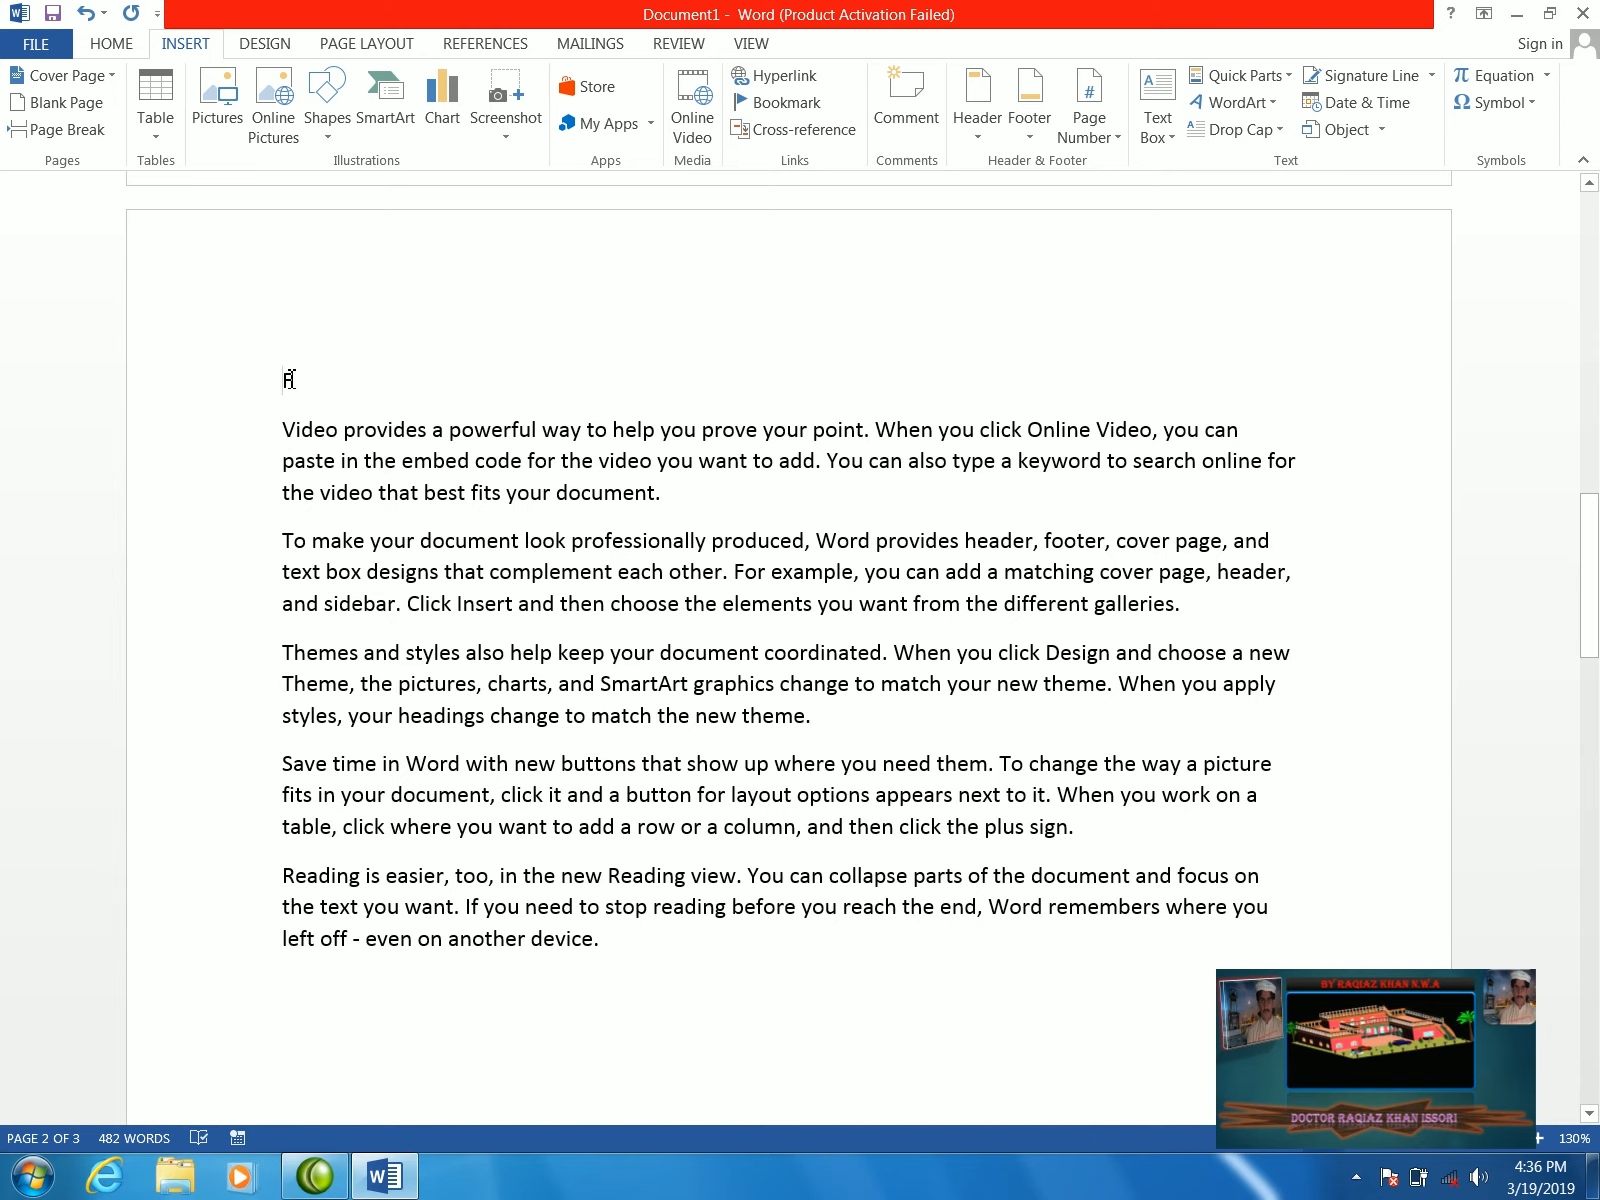 Document1 - Word (Product Activation Failed)
?
FILE
HOME
INSERT
DESIGN
PAGE LAYOUT
REFERENCES
MAILINGS
REVIEW
VIEW
Sign in
Cover Page
Blank Page
Page Break
Pages
Table
Tables
Pictures
Online
Pictures
Shapes
SmartArt
Chart
Screenshot
Illustrations
Store
My Apps
Apps
Online
Video
Media
Hyperlink
Bookmark
Cross-reference
Links
Comment
Comments
Header
Footer
Page
Number
Header & Footer
Text
Box
Quick Parts
WordArt
Drop Cap
Signature Line
Date & Time
Object
Text
Equation
Symbol
Symbols
Video provides a powerful way to help you prove your point. When you click Online Video, you can
paste in the embed code for the video you want to add. You can also type a keyword to search online for
the video that best fits your document.
To make your document look professionally produced, Word provides header, footer, cover page, and
text box designs that complement each other. For example, you can add a matching cover page, header,
and sidebar. Click Insert and then choose the elements you want from the different galleries.
Themes and styles also help keep your document coordinated. When you click Design and choose a new
Theme, the pictures, charts, and SmartArt graphics change to match your new theme. When you apply
styles, your headings change to match the new theme.
Save time in Word with new buttons that show up where you need them. To change the way a picture
fits in your document, click it and a button for layout options appears next to it. When you work on a
table, click where you want to add a row or a column, and then click the plus sign.
Reading is easier, too, in the new Reading view. You can collapse parts of the document and focus on
the text you want. If you need to stop reading before you reach the end, Word remembers where you
left off - even on another device.
BY RAQIAZ KHAN N.W.A
DOCTOR RAQIAZ KHAN ISSORI
PAGE 2 OF 3
482 WORDS
130%
4:36 PM
3/19/2019